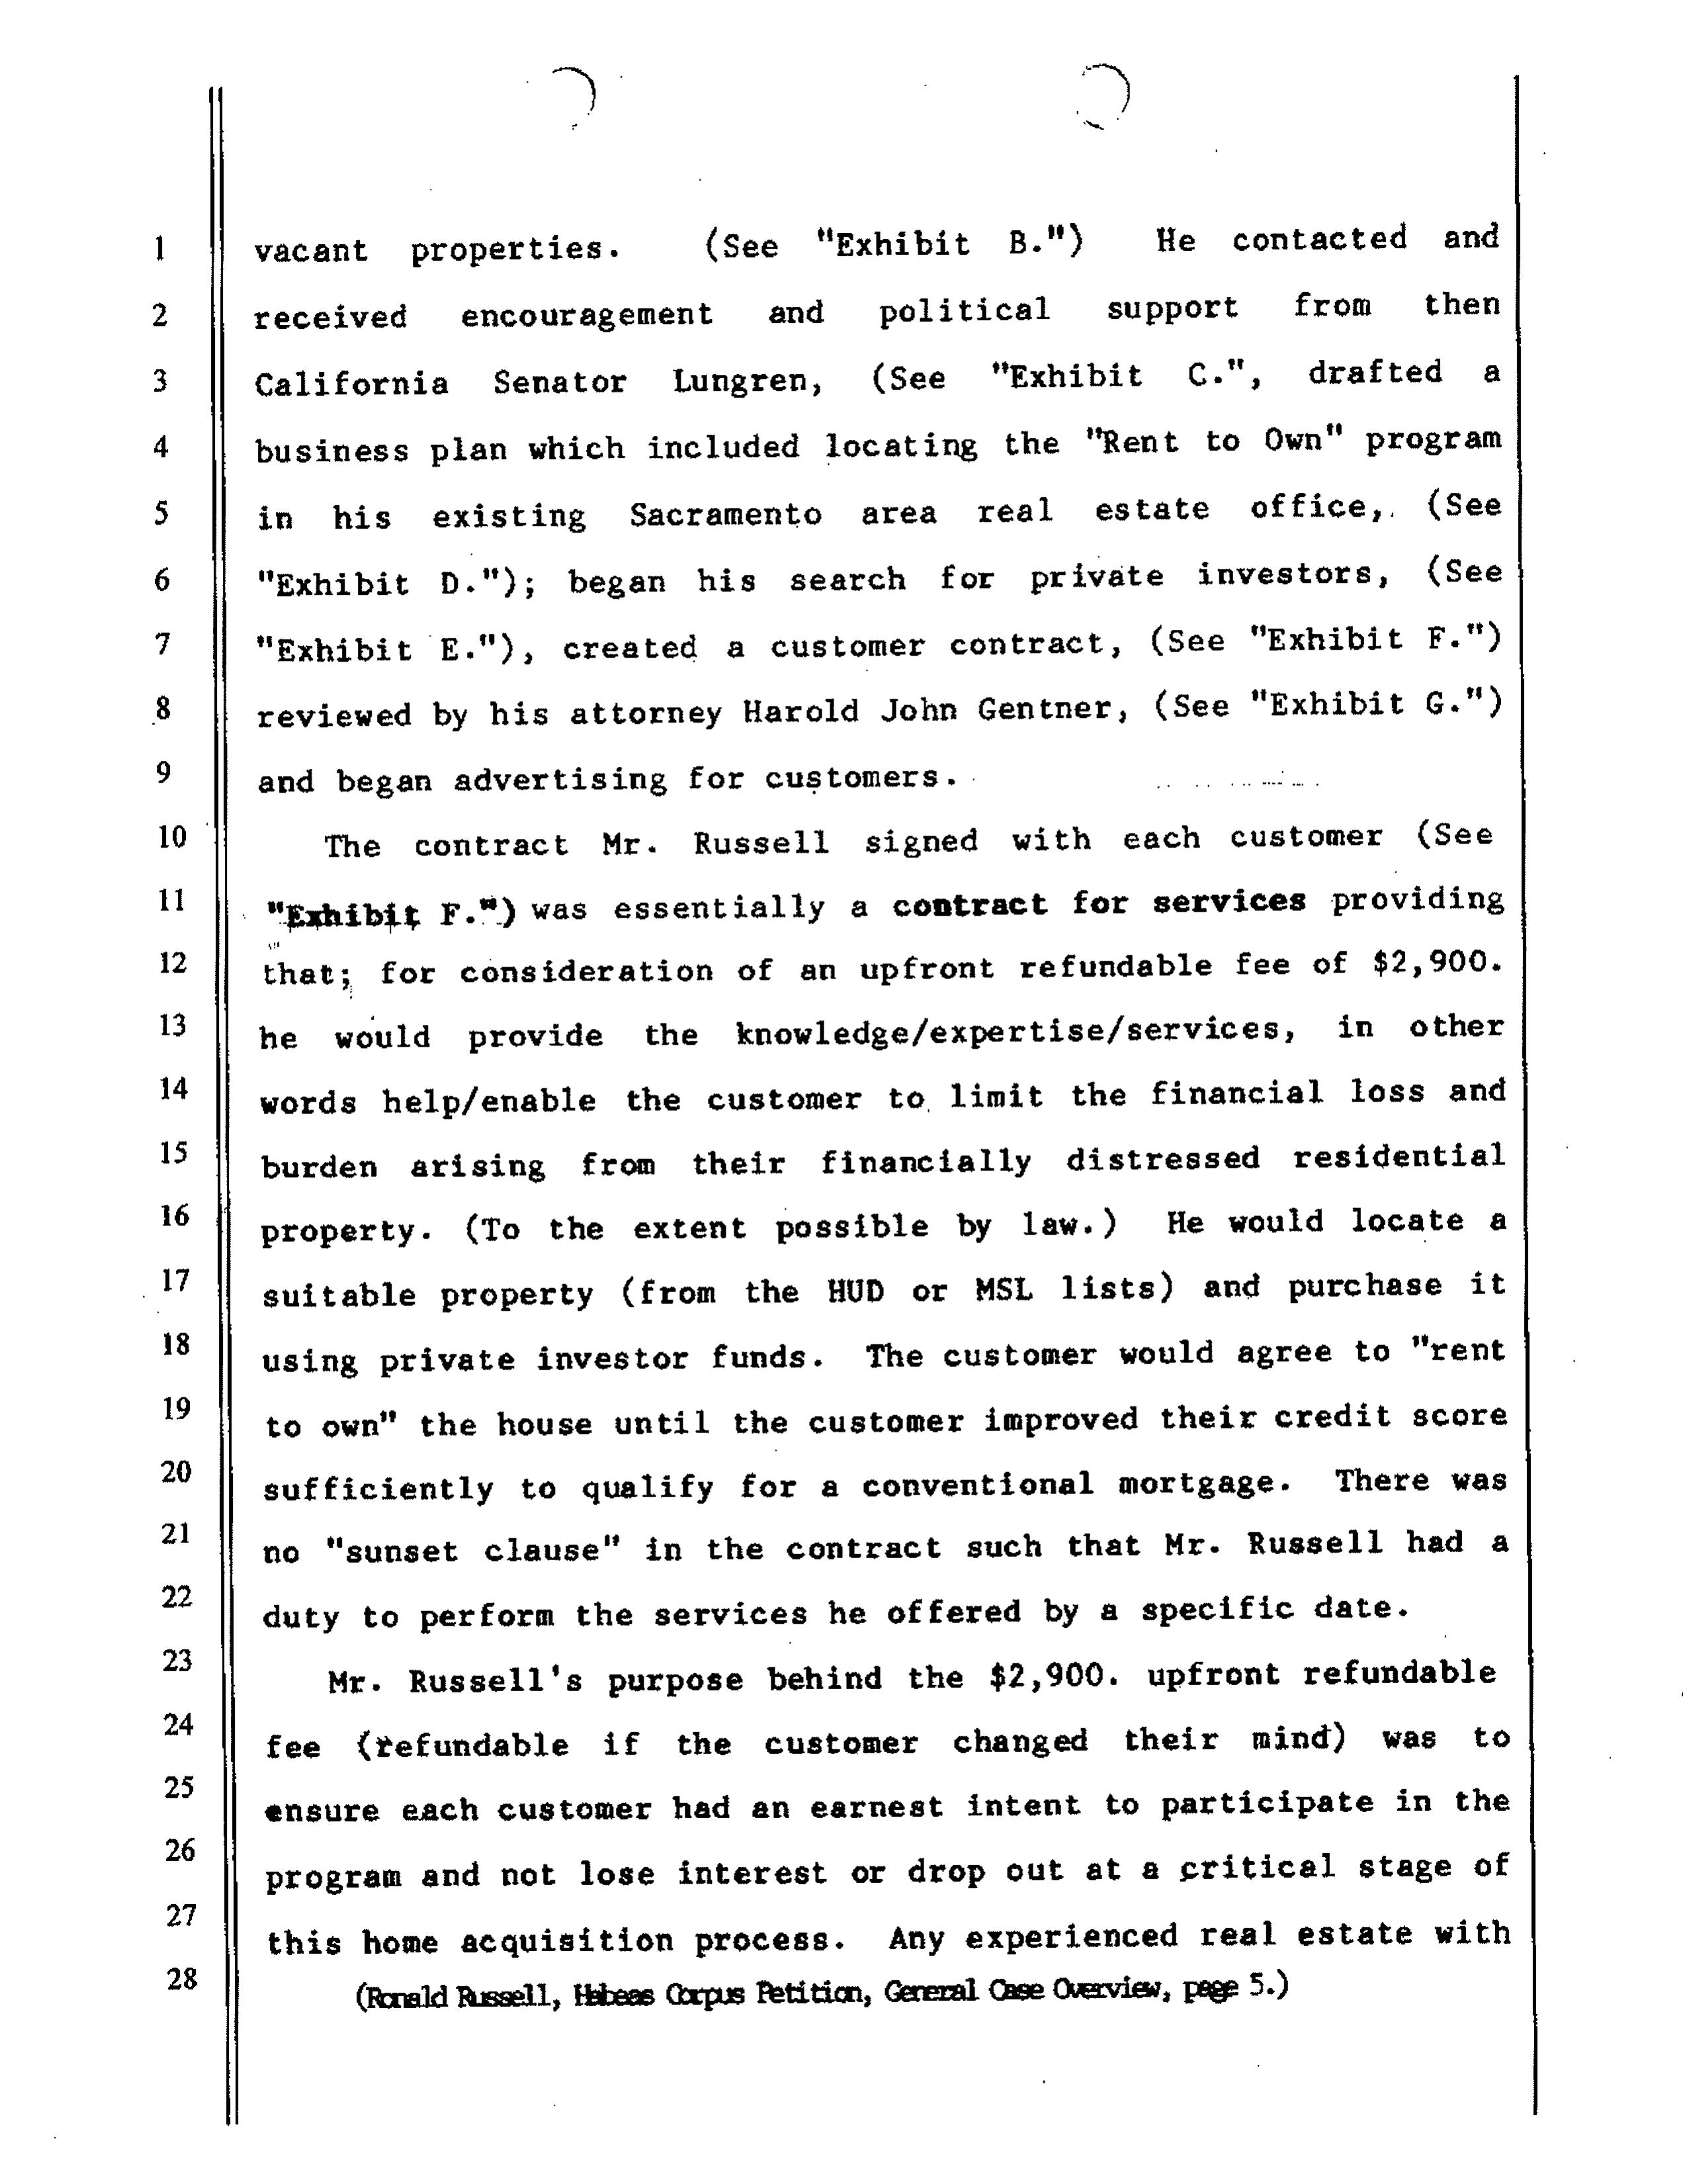 1 vacant properties. (See "Exhibit B.") He contacted and
2 received encouragement and political support from then
3 California Senator Lungren, (See "Exhibit C.", drafted a
4 business plan which included locating the "Rent to Own" program
5 in his existing Sacramento area real estate office, (See
6 "Exhibit D."); began his search for private investors, (See
7 "Exhibit E."), created a customer contract, (See "Exhibit F.")
8 reviewed by his attorney Harold John Gentner, (See "Exhibit G.")
9 and began advertising for customers.
10 The contract Mr. Russell signed with each customer (See
11 "Exhibit F.") was essentially a contract for services providing
12 that; for consideration of an upfront refundable fee of $2,900.
13 he would provide the knowledge/expertise/services, in other
14 words help/enable the customer to limit the financial loss and
15 burden arising from their financially distressed residential
16 property. (To the extent possible by law.) He would locate a
17 suitable property (from the HUD or MSL lists) and purchase it
18 using private investor funds. The customer would agree to "rent
19 to own" the house until the customer improved their credit score
20 sufficiently to qualify for a conventional mortgage. There was
21 no "sunset clause" in the contract such that Mr. Russell had a
22 duty to perform the services he offered by a specific date.
23 Mr. Russell's purpose behind the $2,900. upfront refundable
24 fee (refundable if the customer changed their mind) was to
25 ensure each customer had an earnest intent to participate in the
26 program and not lose interest or drop out at a critical stage of
27 this home acquisition process. Any experienced real estate with
28 (Ronald Russell, Habeas Corpus Petition, General Case Overview, page 5.)